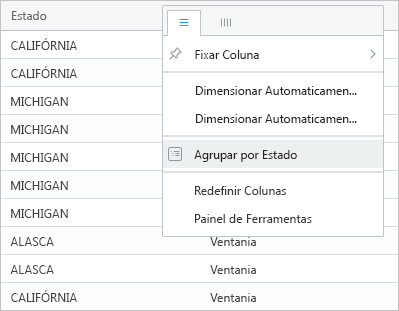 Estado
CALIFÓRNIA
Fixar Coluna
CALIFÓRNIA
MICHIGAN
Dimensionar Automaticamen...
MICHIGAN
Dimensionar Automaticamen...
MICHIGAN
Agrupar por Estado
MICHIGAN
Redefinir Colunas
MICHIGAN
Painel de Ferramentas
ALASCA Ventania
ALASCA Ventania
CALIFÓRNIA Ventania